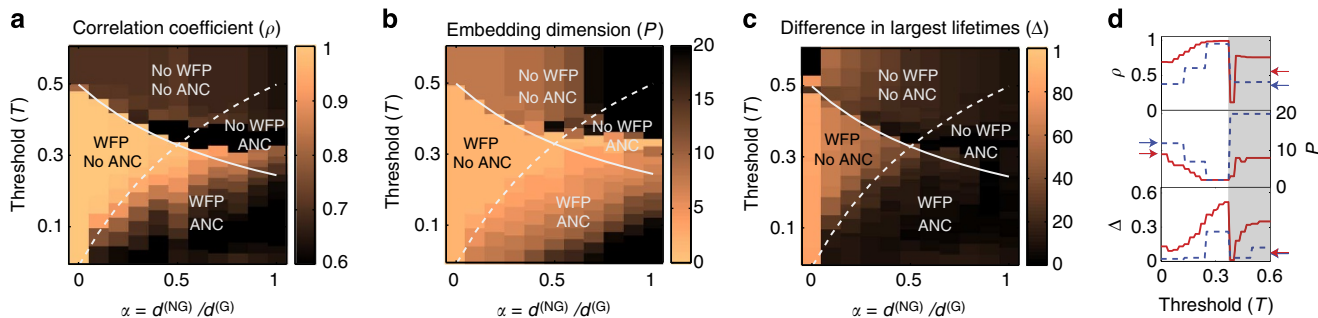 a
Correlation coefficient (ρ)
Threshold (T)
0.5
0.3
0.1
No WFP
No ANC
WFP
No ANC
No WFP
ANC
WFP
ANC
0
0.5
1
α = d(NG) /d(G)
1
0.9
0.8
0.7
0.6
b
Embedding dimension (P)
Threshold (T)
0.5
0.3
0.1
No WFP
No ANC
WFP
No ANC
No WFP
ANC
WFP
ANC
0
0.5
1
α = d(NG) /d(G)
20
15
10
5
0
c
Difference in largest lifetimes (Δ)
Threshold (T)
0.5
0.3
0.1
No WFP
No ANC
WFP
No ANC
No WFP
ANC
WFP
ANC
0
0.5
1
α = d(NG) /d(G)
1
80
60
40
20
0
d
ρ
1
0.5
0
P
20
10
0
Δ
0.6
0.3
0
0
0.3
0.6
Threshold (T)